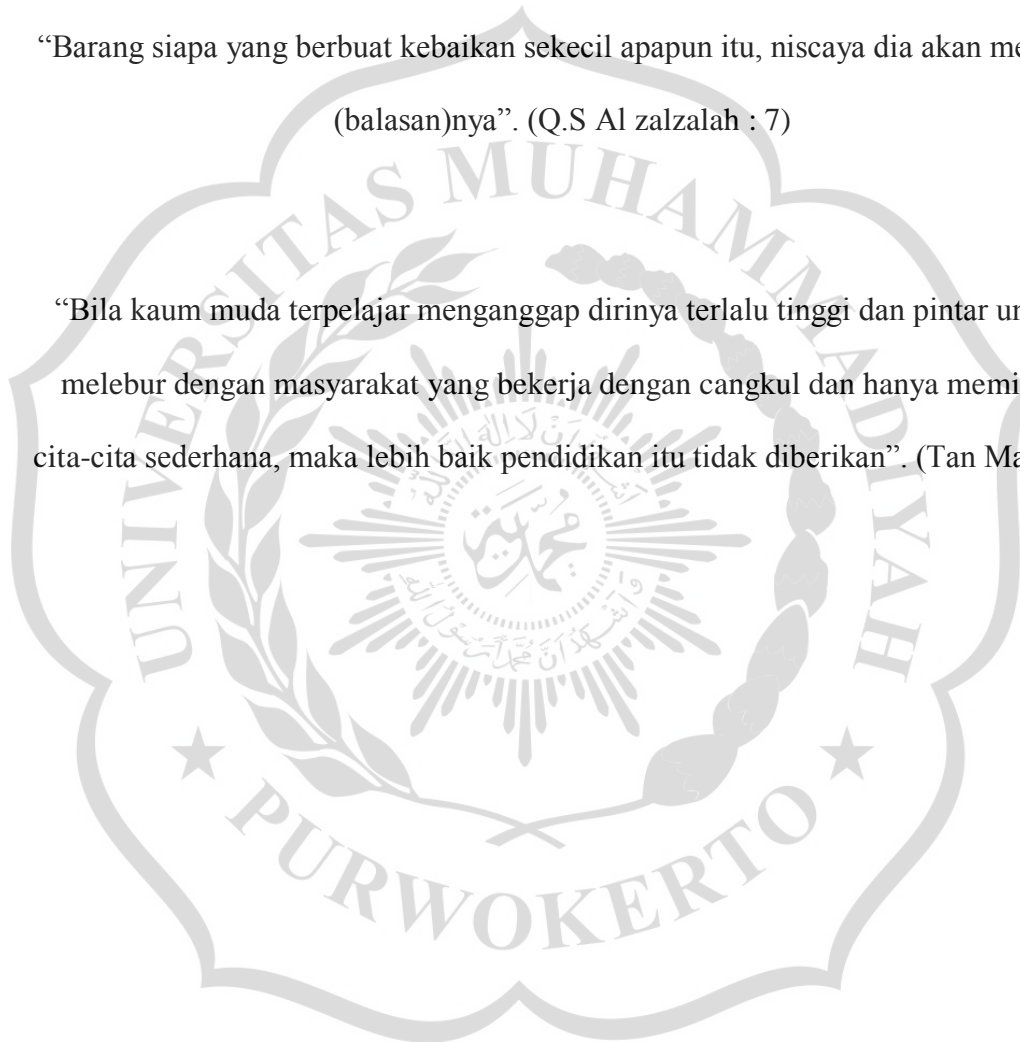 “Barang siapa yang berbuat kebaikan sekecil apapun itu, niscaya dia akan me
(balasan)nya”. (Q.S Al zalzalah : 7)
“Bila kaum muda terpelajar menganggap dirinya terlalu tinggi dan pintar un
melebur dengan masyarakat yang bekerja dengan cangkul dan hanya memi
cita-cita sederhana, maka lebih baik pendidikan itu tidak diberikan”. (Tan Ma
UNIVERSITAS MUHAMMADIYAH
PURWOKERTO
محمدية